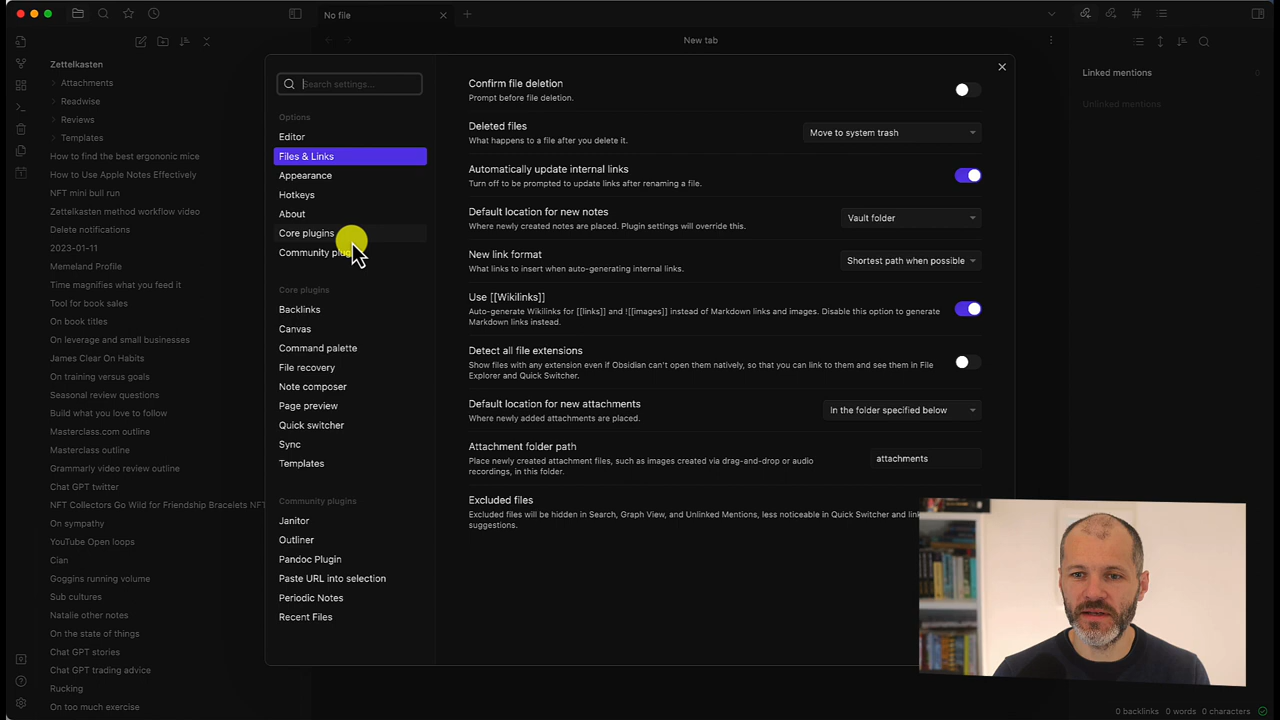 No file
New tab
Zettelkasten
Attachments
Readwise
Reviews
Templates
How to find the best ergononic mice
How to Use Apple Notes Effectively
NFT mini bull run
Zettelkasten method workflow video
Delete notifications
2023-01-11
Memeland Profile
Time magnifies what you feed it
Tool for book sales
On book titles
On leverage and small businesses
James Clear On Habits
On training versus goals
Seasonal review questions
Build what you love to follow
Masterclass.com outline
Masterclass outline
Grammarly video review outline
Chat GPT twitter
NFT Collectors Go Wild for Friendship Bracelets NFT
On sympathy
YouTube Open loops
Cian
Goggins running volume
Sub cultures
Natalie other notes
On the state of things
Chat GPT stories
Chat GPT trading advice
Rucking
On too much exercise
Search settings...
Options
Editor
Files & Links
Appearance
Hotkeys
About
Core plugins
Community plug
Core plugins
Backlinks
Canvas
Command palette
File recovery
Note composer
Page preview
Quick switcher
Sync
Templates
Community plugins
Janitor
Outliner
Pandoc Plugin
Paste URL into selection
Periodic Notes
Recent Files
Confirm file deletion
Prompt before file deletion.
Deleted files
What happens to a file after you delete it.
Move to system trash
Automatically update internal links
Turn off to be prompted to update links after renaming a file.
Default location for new notes
Where newly created notes are placed. Plugin settings will override this.
Vault folder
New link format
What links to insert when auto-generating internal links.
Shortest path when possible
Use [[Wikilinks]]
Auto-generate Wikilinks for [[links]] and ![[images]] instead of Markdown links and images. Disable this option to generate
Markdown links instead.
Detect all file extensions
Show files with any extension even if Obsidian can't open them natively, so that you can link to them and see them in File
Explorer and Quick Switcher.
Default location for new attachments
Where newly added attachments are placed.
In the folder specified below
Attachment folder path
Place newly created attachment files, such as images created via drag-and-drop or audio
recordings, in this folder.
attachments
Excluded files
Excluded files will be hidden in Search, Graph View, and Unlinked Mentions, less noticeable in Quick Switcher and link
suggestions.
Linked mentions
0
Unlinked mentions
0 backlinks 0 words 0 characters